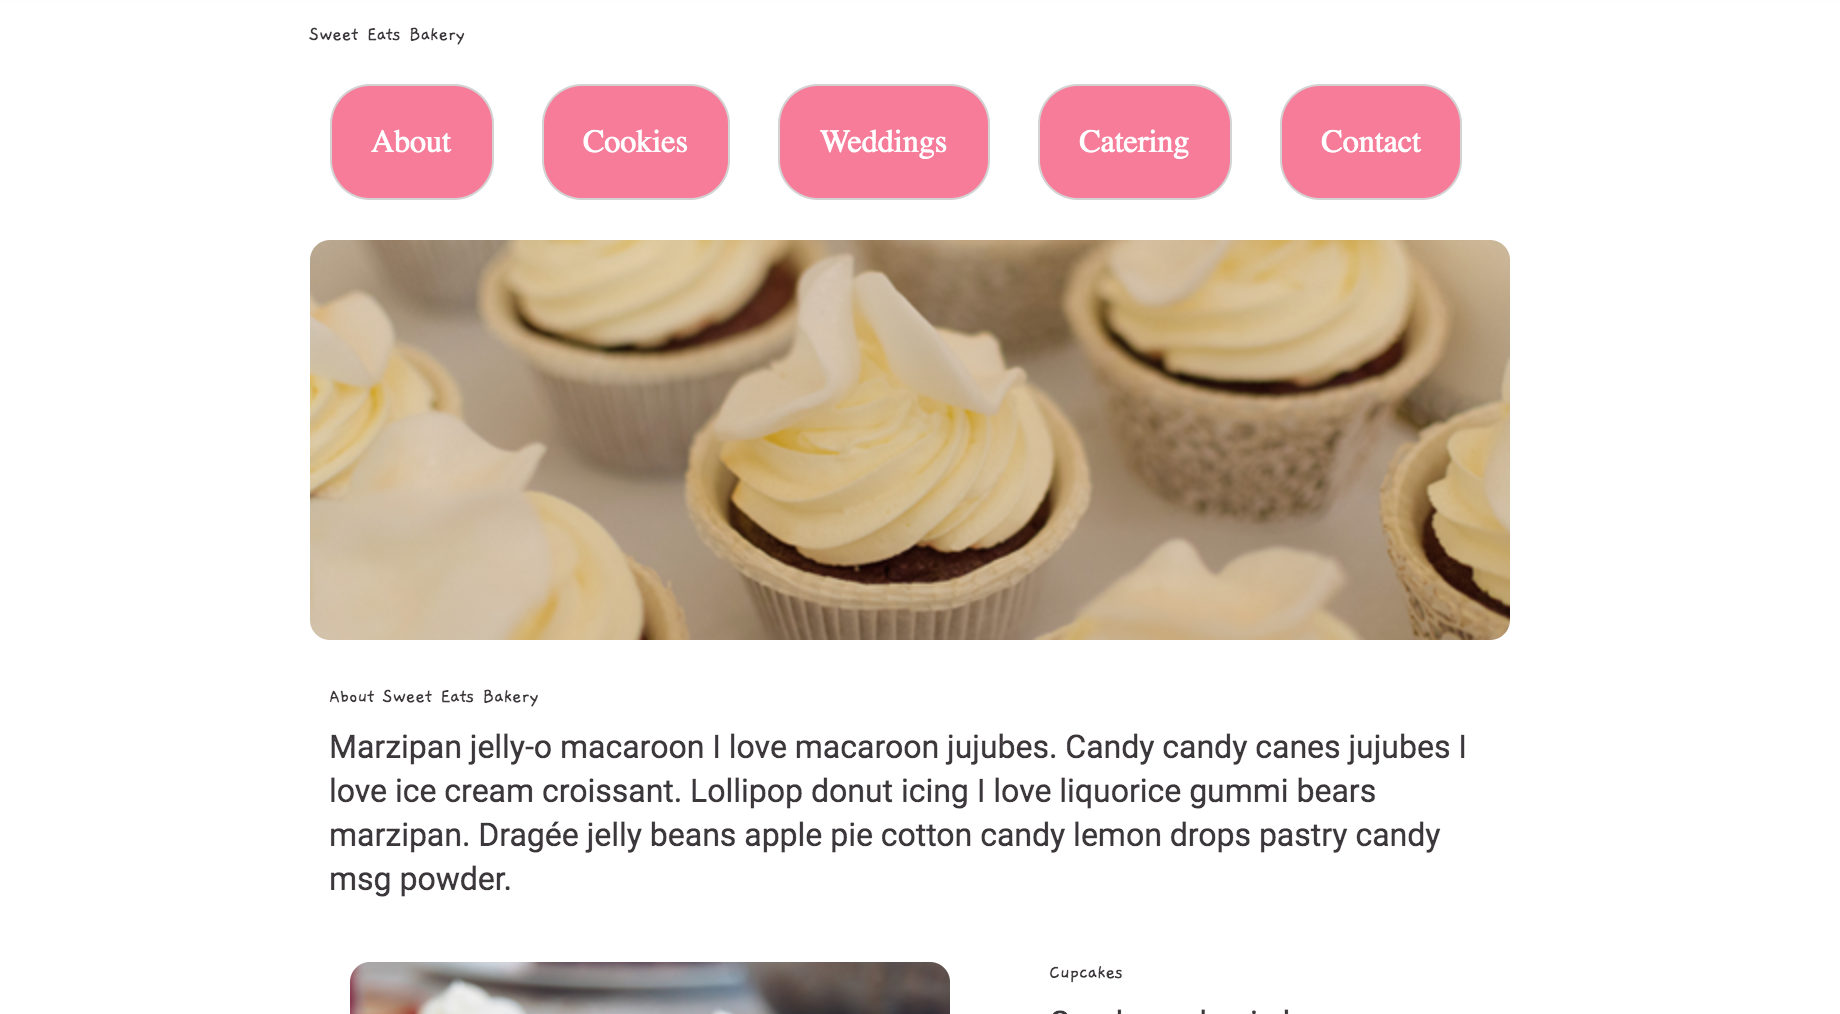 Sweet Eats Bakery
About
Cookies
Weddings
Catering
Contact
About Sweet Eats Bakery
Marzipan jelly-o macaroon I love macaroon jujubes. Candy candy canes jujubes I
love ice cream croissant. Lollipop donut icing I love liquorice gummi bears
marzipan. Dragée jelly beans apple pie cotton candy lemon drops pastry candy
msg powder.
Cupcakes